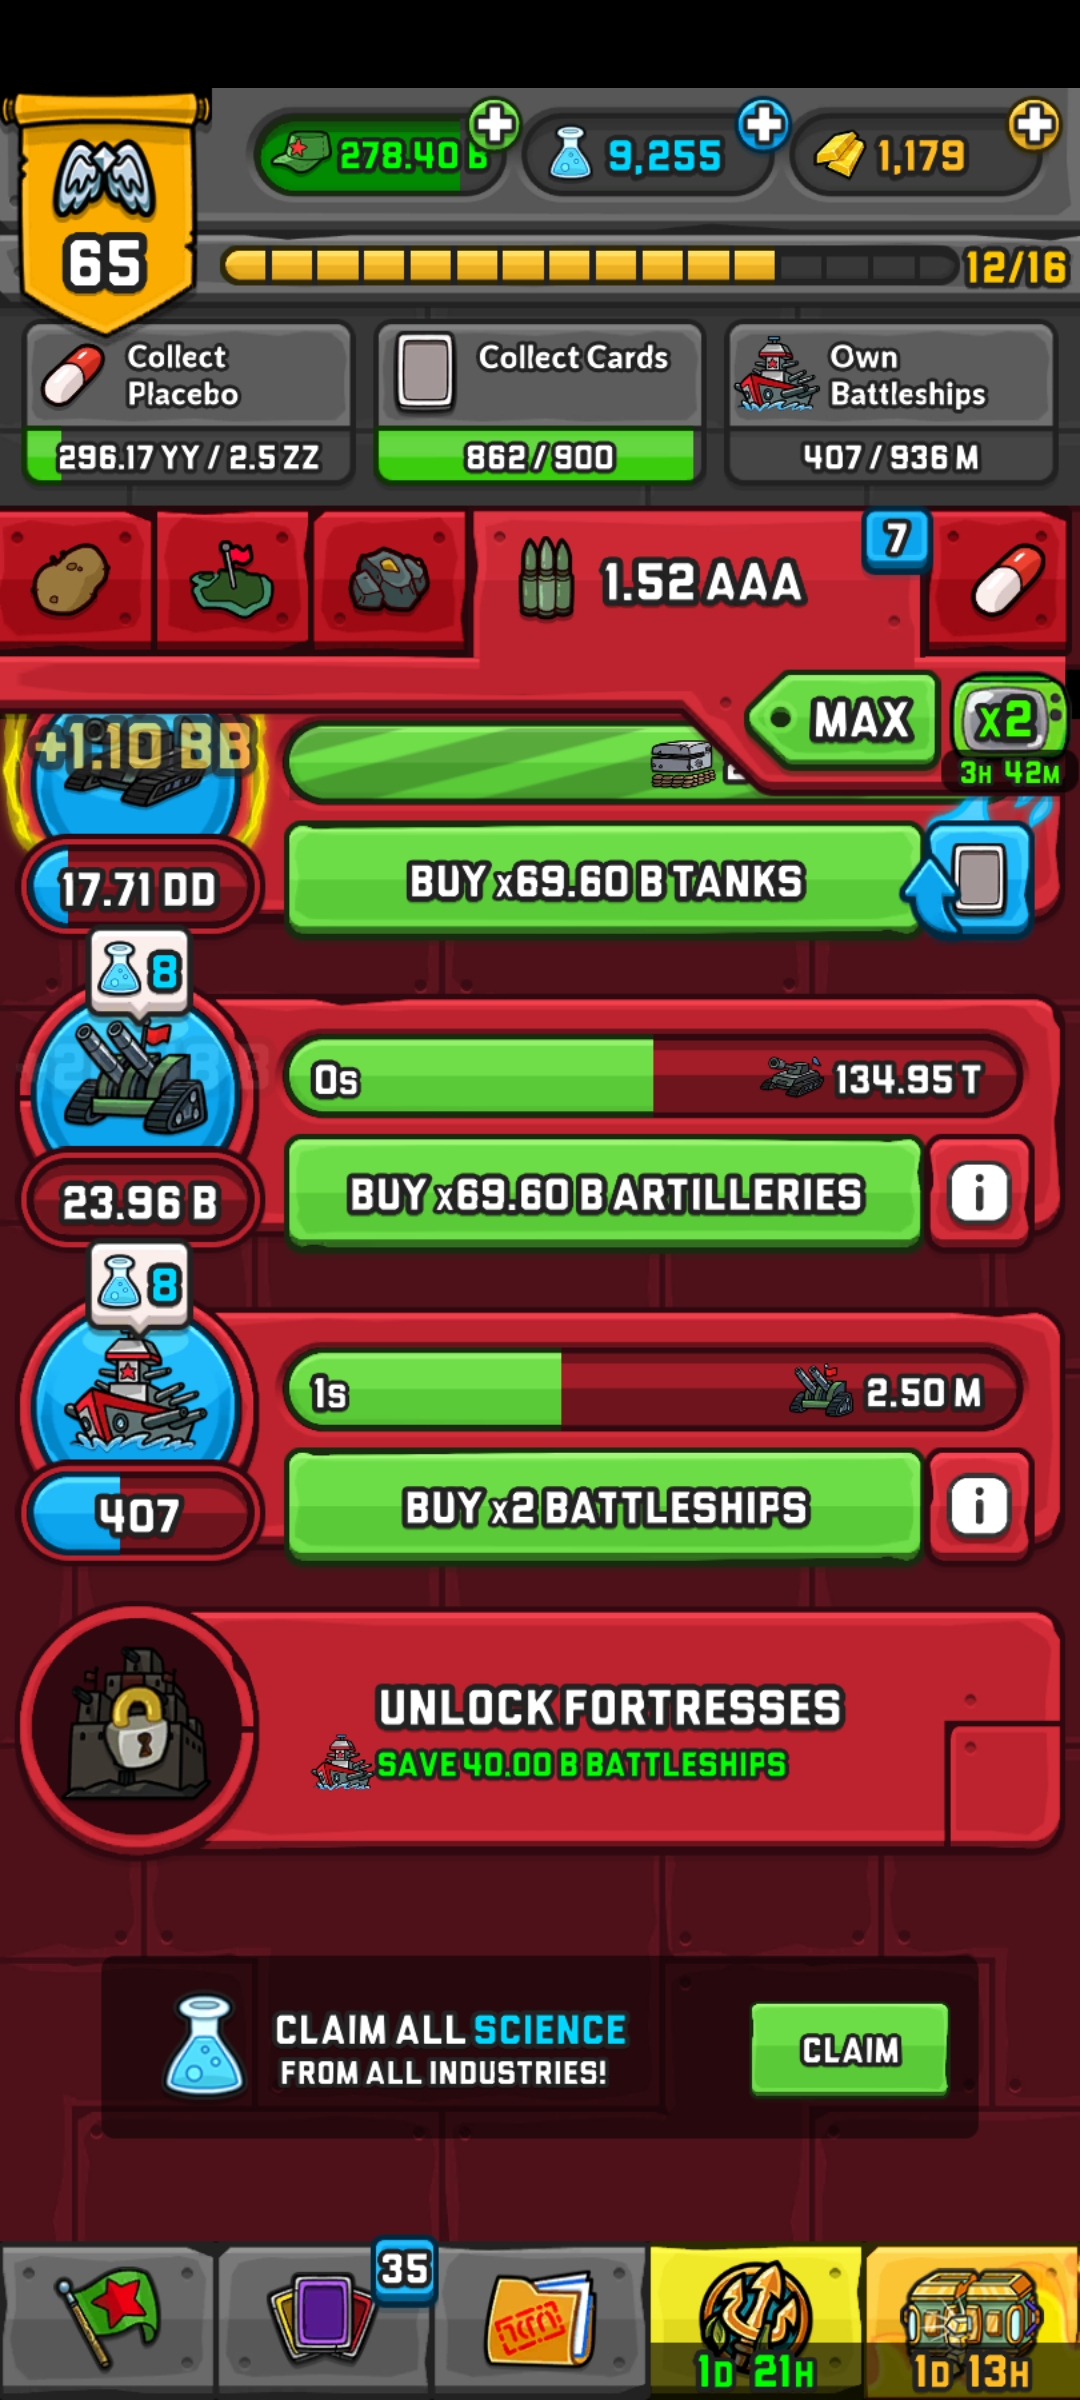 65
278.40 B
9,255
1,179
12/16
Collect
Placebo
296.17 YY / 2.5 ZZ
Collect Cards
862/900
Own
Battleships
407/936 M
1.52 AAA
7
MAX
x2
3H 42M
+1.10 BB
17.71 DD
BUY x69.60 B TANKS
8
0s
134.95 T
23.96 B
BUY x69.60 B ARTILLERIES
i
8
1s
2.50 M
407
BUY x2 BATTLESHIPS
i
UNLOCK FORTRESSES
SAVE 40.00 B BATTLESHIPS
CLAIM ALL SCIENCE
FROM ALL INDUSTRIES!
CLAIM
35
1D 21H
1D 13H